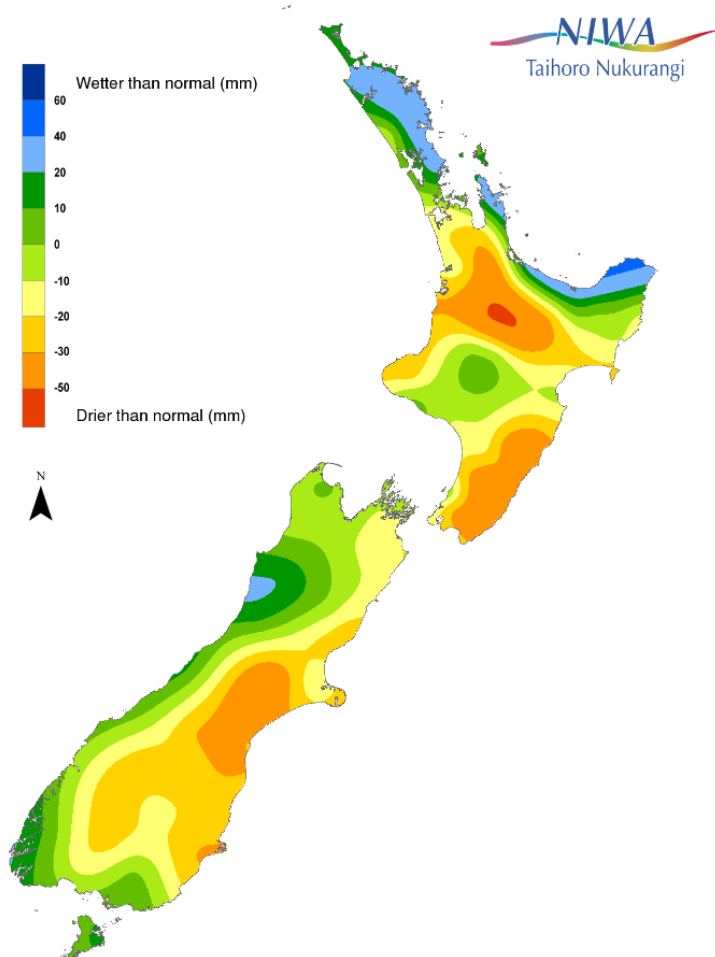 NIWA
Taihoro Nukurangi
Wetter than normal (mm)
60
40
20
10
0
-10
-20
-30
-50
Drier than normal (mm)
N